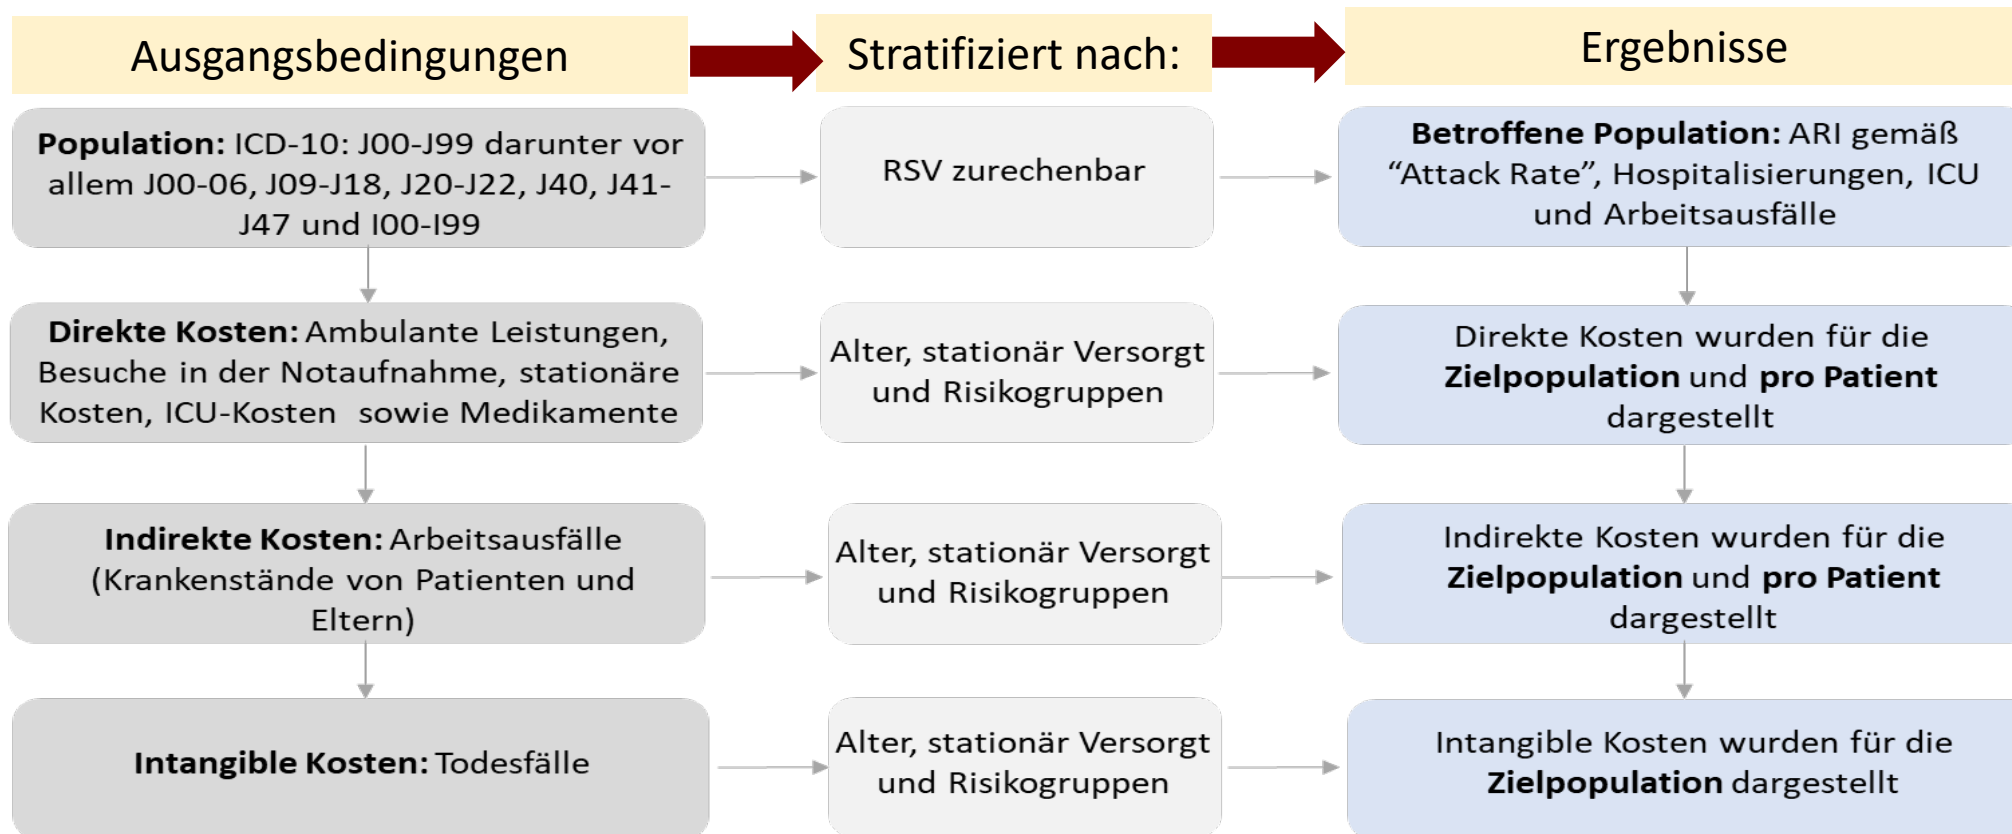 Ausgangsbedingungen
Stratifiziert nach:
Ergebnisse
Population: ICD-10: J00-J99 darunter vor
allem J00-06, J09-J18, J20-J22, J40, J41-
J47 und I00-I99
RSV zurechenbar
Betroffene Population: ARI gemäß
“Attack Rate”, Hospitalisierungen, ICU
und Arbeitsausfälle
Direkte Kosten: Ambulante Leistungen,
Besuche in der Notaufnahme, stationäre
Kosten, ICU-Kosten sowie Medikamente
Alter, stationär Versorgt
und Risikogruppen
Direkte Kosten wurden für die
Zielpopulation und pro Patient
dargestellt
Indirekte Kosten: Arbeitsausfälle
(Krankenstände von Patienten und
Eltern)
Alter, stationär Versorgt
und Risikogruppen
Indirekte Kosten wurden für die
Zielpopulation und pro Patient
dargestellt
Intangible Kosten: Todesfälle
Alter, stationär Versorgt
und Risikogruppen
Intangible Kosten wurden für die
Zielpopulation dargestellt